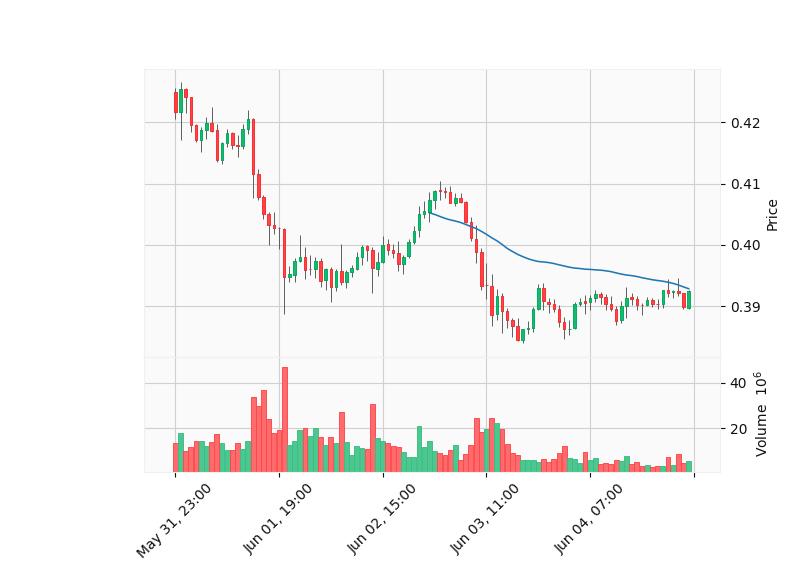 0.42
0.41
0.40
0.39
Price
40
20
Volume 10^6
May 31, 23:00
Jun 01, 19:00
Jun 02, 15:00
Jun 03, 11:00
Jun 04, 07:00